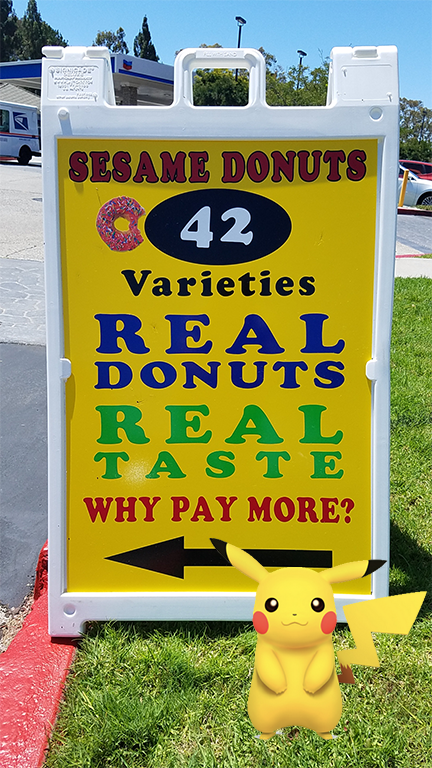 SESAME DONUTS
42
Varieties
REAL
DONUTS
REAL
TASTE
WHY PAY MORE?